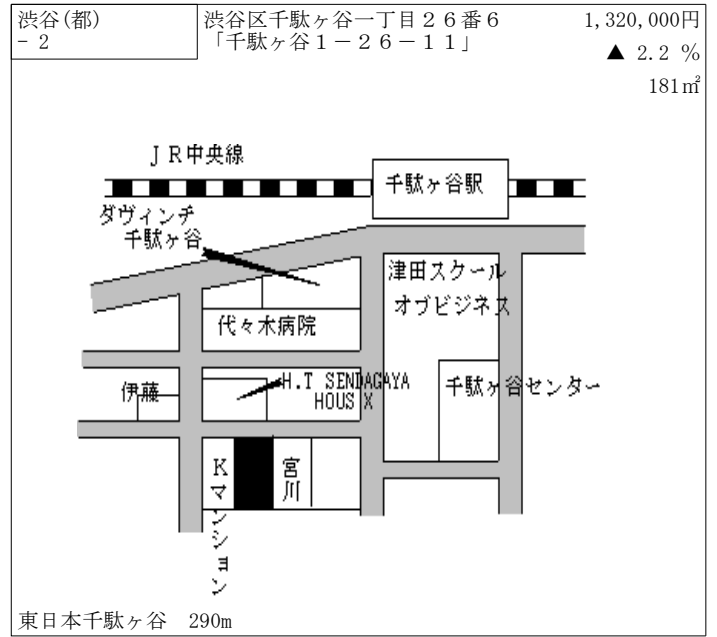 渋谷(都)
- 2
渋谷区千駄ヶ谷一丁目26番6
「千駄ヶ谷1-26-11」
1,320,000円
▲ 2.2 %
181㎡
JR中央線
千駄ヶ谷駅
ダヴィンチ
千駄ヶ谷
津田スクール
オブビジネス
代々木病院
伊藤
H.T SENDAGAYA
HOUS X
千駄ヶ谷センター
Kマンション
宮川
東日本千駄ヶ谷 290m